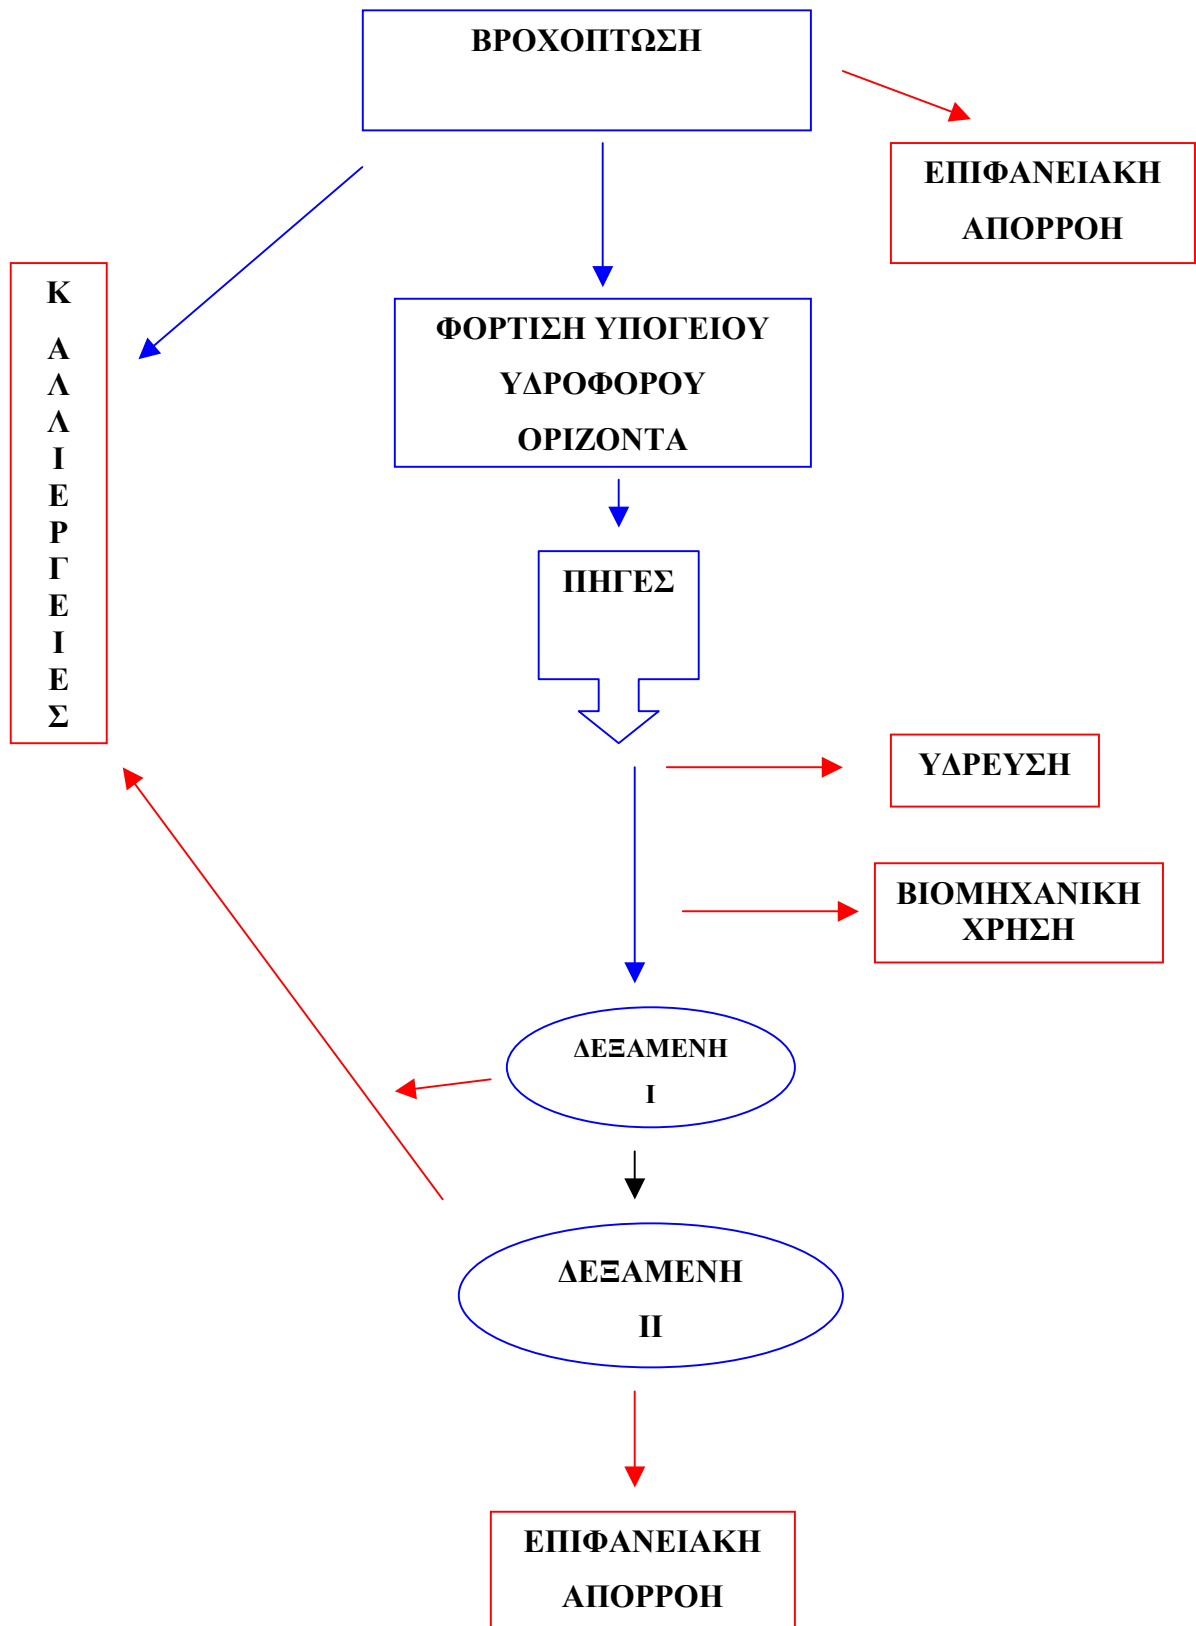 ΒΡΟΧΟΠΤΩΣΗ
ΕΠΙΦΑΝΕΙΑΚΗ
ΑΠΟΡΡΟΗ
Κ
Α
Λ
Λ
Ι
Ε
Ρ
Γ
Ε
Ι
Ε
Σ
ΦΟΡΤΙΣΗ ΥΠΟΓΕΙΟΥ
ΥΔΡΟΦΟΡΟΥ
ΟΡΙΖΟΝΤΑ
ΠΗΓΕΣ
ΥΔΡΕΥΣΗ
ΒΙΟΜΗΧΑΝΙΚΗ
ΧΡΗΣΗ
ΔΕΞΑΜΕΝΗ
Ι
ΔΕΞΑΜΕΝΗ
ΙΙ
ΕΠΙΦΑΝΕΙΑΚΗ
ΑΠΟΡΡΟΗ